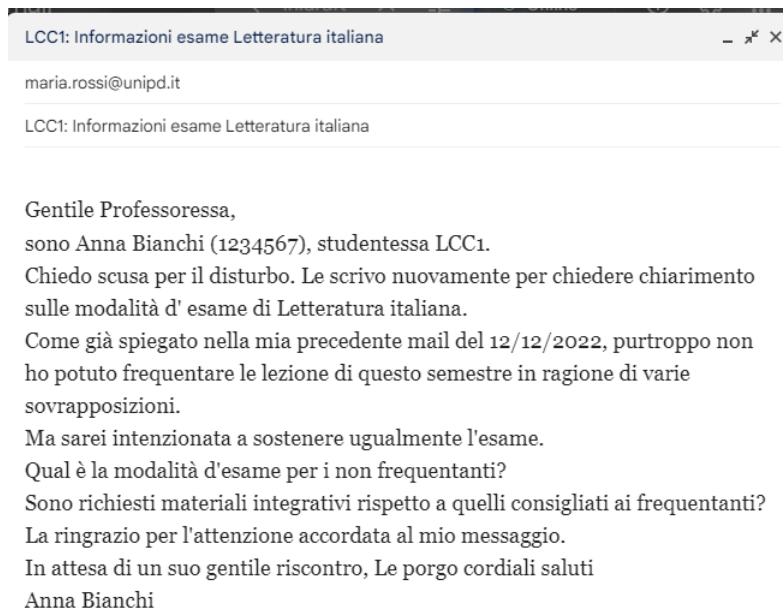 LCC1: Informazioni esame Letteratura italiana
maria.rossi@unipd.it
LCC1: Informazioni esame Letteratura italiana
Gentile Professoressa,
sono Anna Bianchi (1234567), studentessa LCC1.
Chiedo scusa per il disturbo. Le scrivo nuovamente per chiedere chiarimento
sulle modalità d' esame di Letteratura italiana.
Come già spiegato nella mia precedente mail del 12/12/2022, purtroppo non
ho potuto frequentare le lezione di questo semestre in ragione di varie
sovrapposizioni.
Ma sarei intenzionata a sostenere ugualmente l'esame.
Qual è la modalità d'esame per i non frequentanti?
Sono richiesti materiali integrativi rispetto a quelli consigliati ai frequentanti?
La ringrazio per l'attenzione accordata al mio messaggio.
In attesa di un suo gentile riscontro, Le porgo cordiali saluti
Anna Bianchi